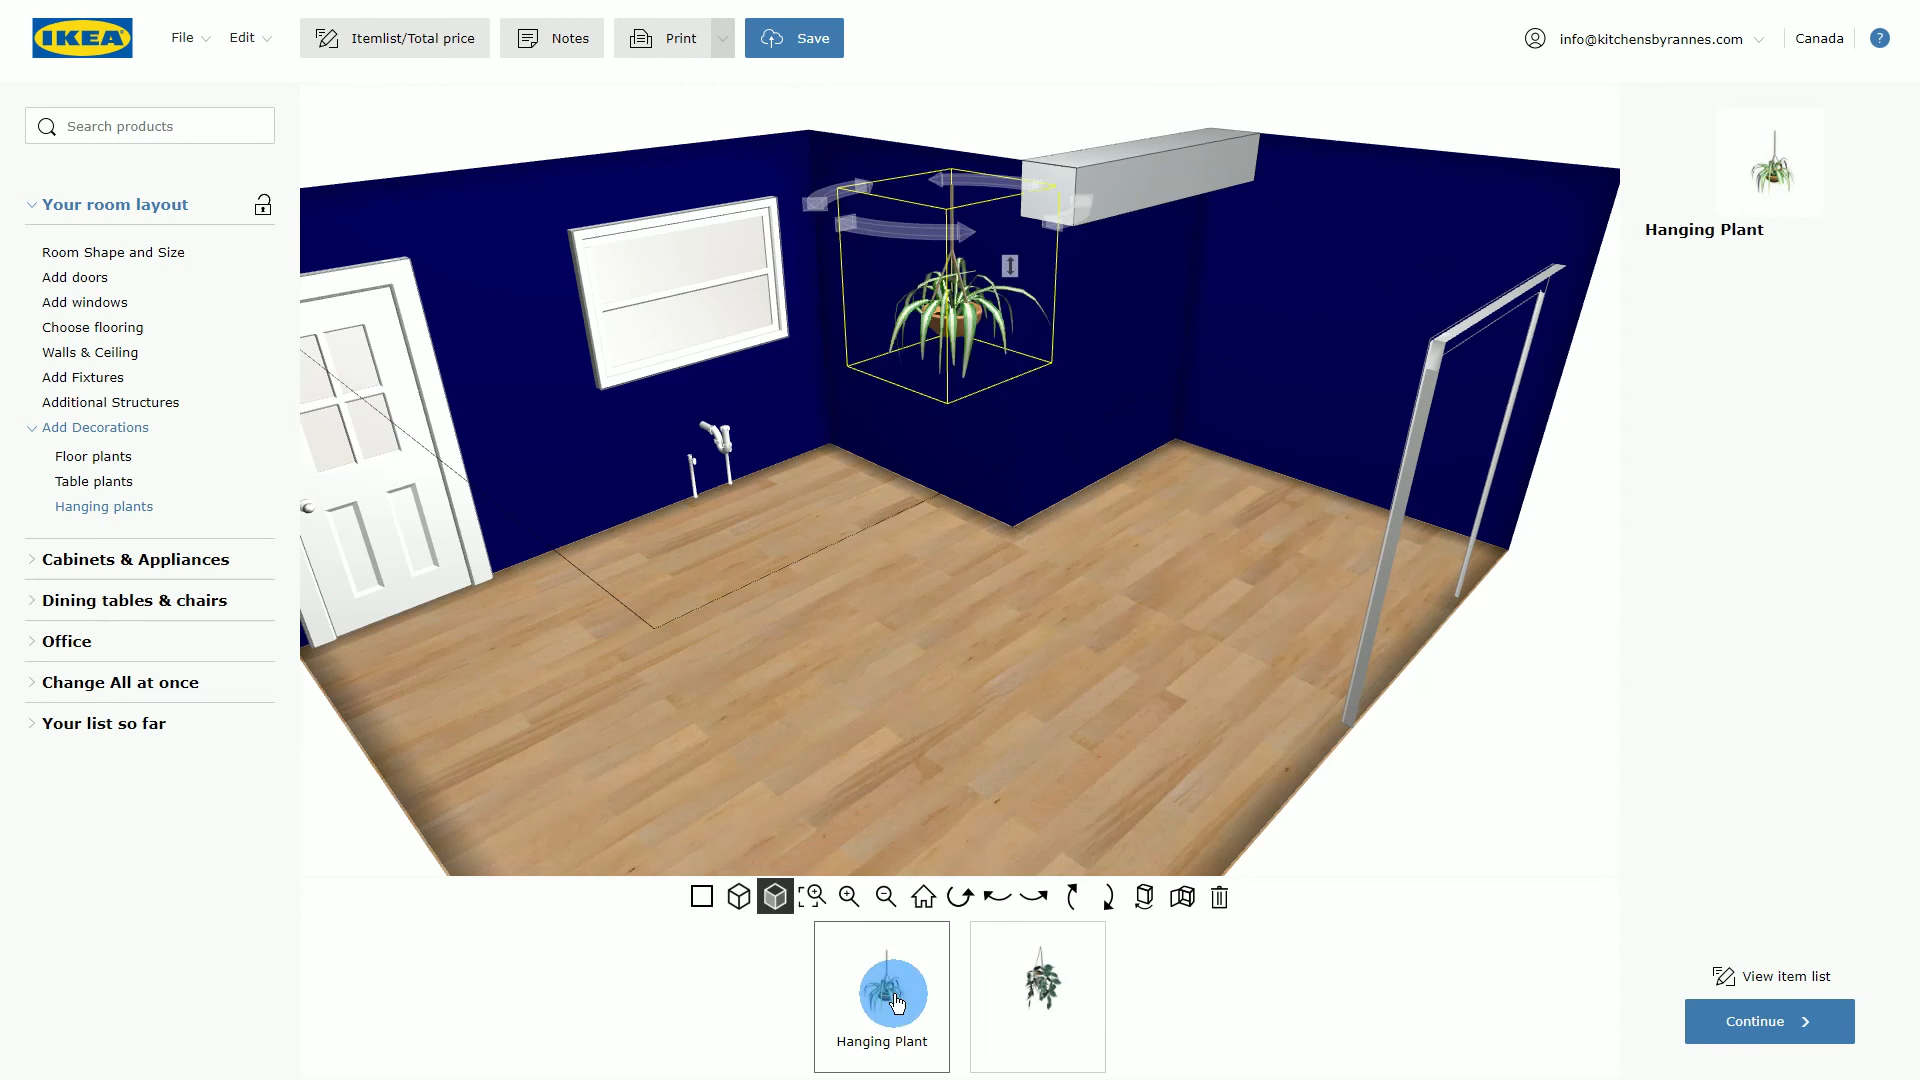 IKEA
File
Edit
Itemlist/Total price
Notes
Print
Save
info@kitchensbyrannes.com
Canada
?
Search products
Your room layout
Room Shape and Size
Add doors
Add windows
Choose flooring
Walls & Ceiling
Add Fixtures
Additional Structures
Add Decorations
Floor plants
Table plants
Hanging plants
Cabinets & Appliances
Dining tables & chairs
Office
Change All at once
Your list so far
Hanging Plant
Hanging Plant
View item list
Continue